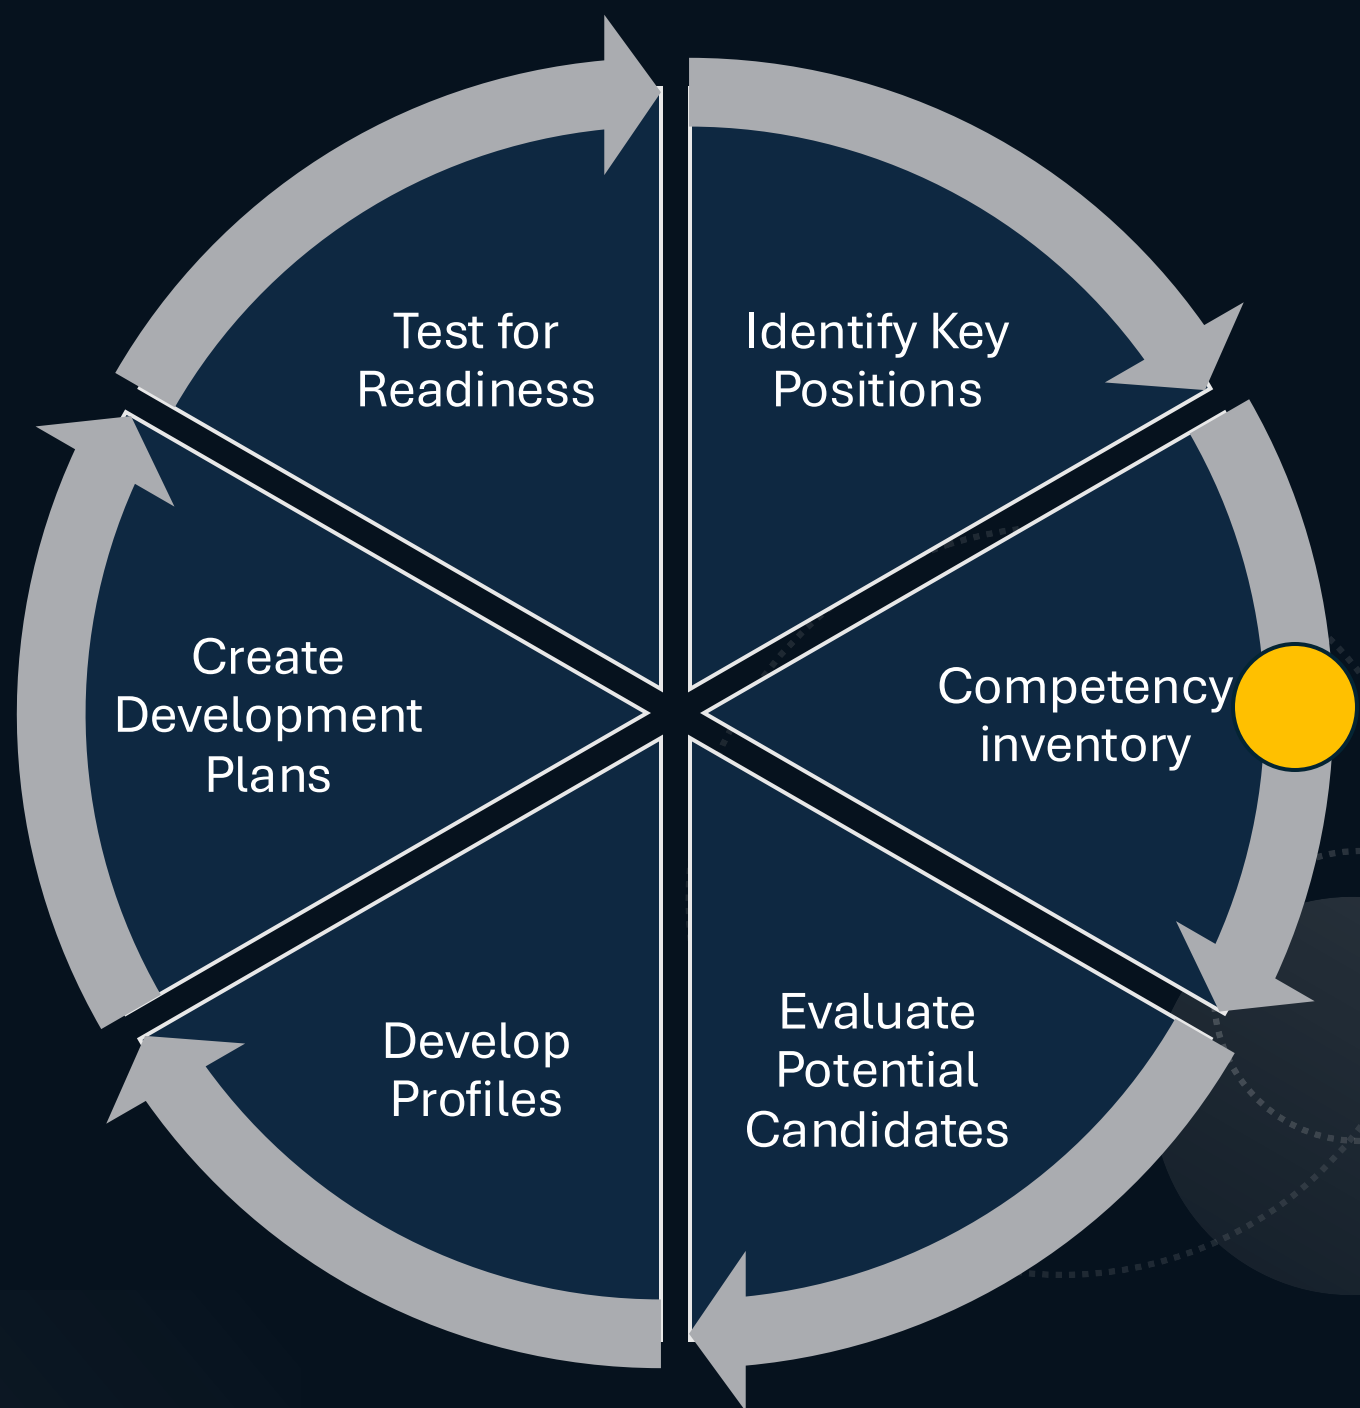 Test for
Readiness
Identify Key
Positions
Competency
inventory
Evaluate
Potential
Candidates
Develop
Profiles
Create
Development
Plans